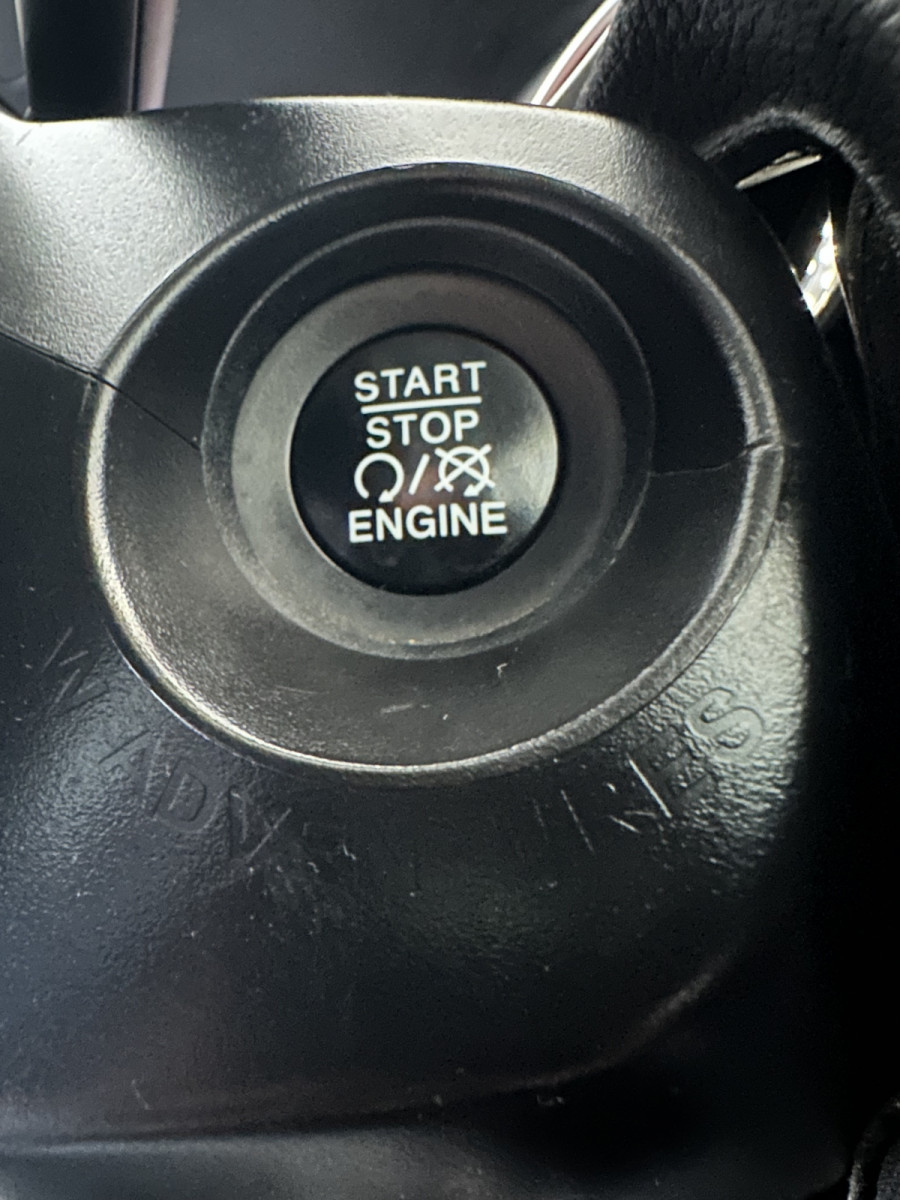 START
STOP
/
ENGINE